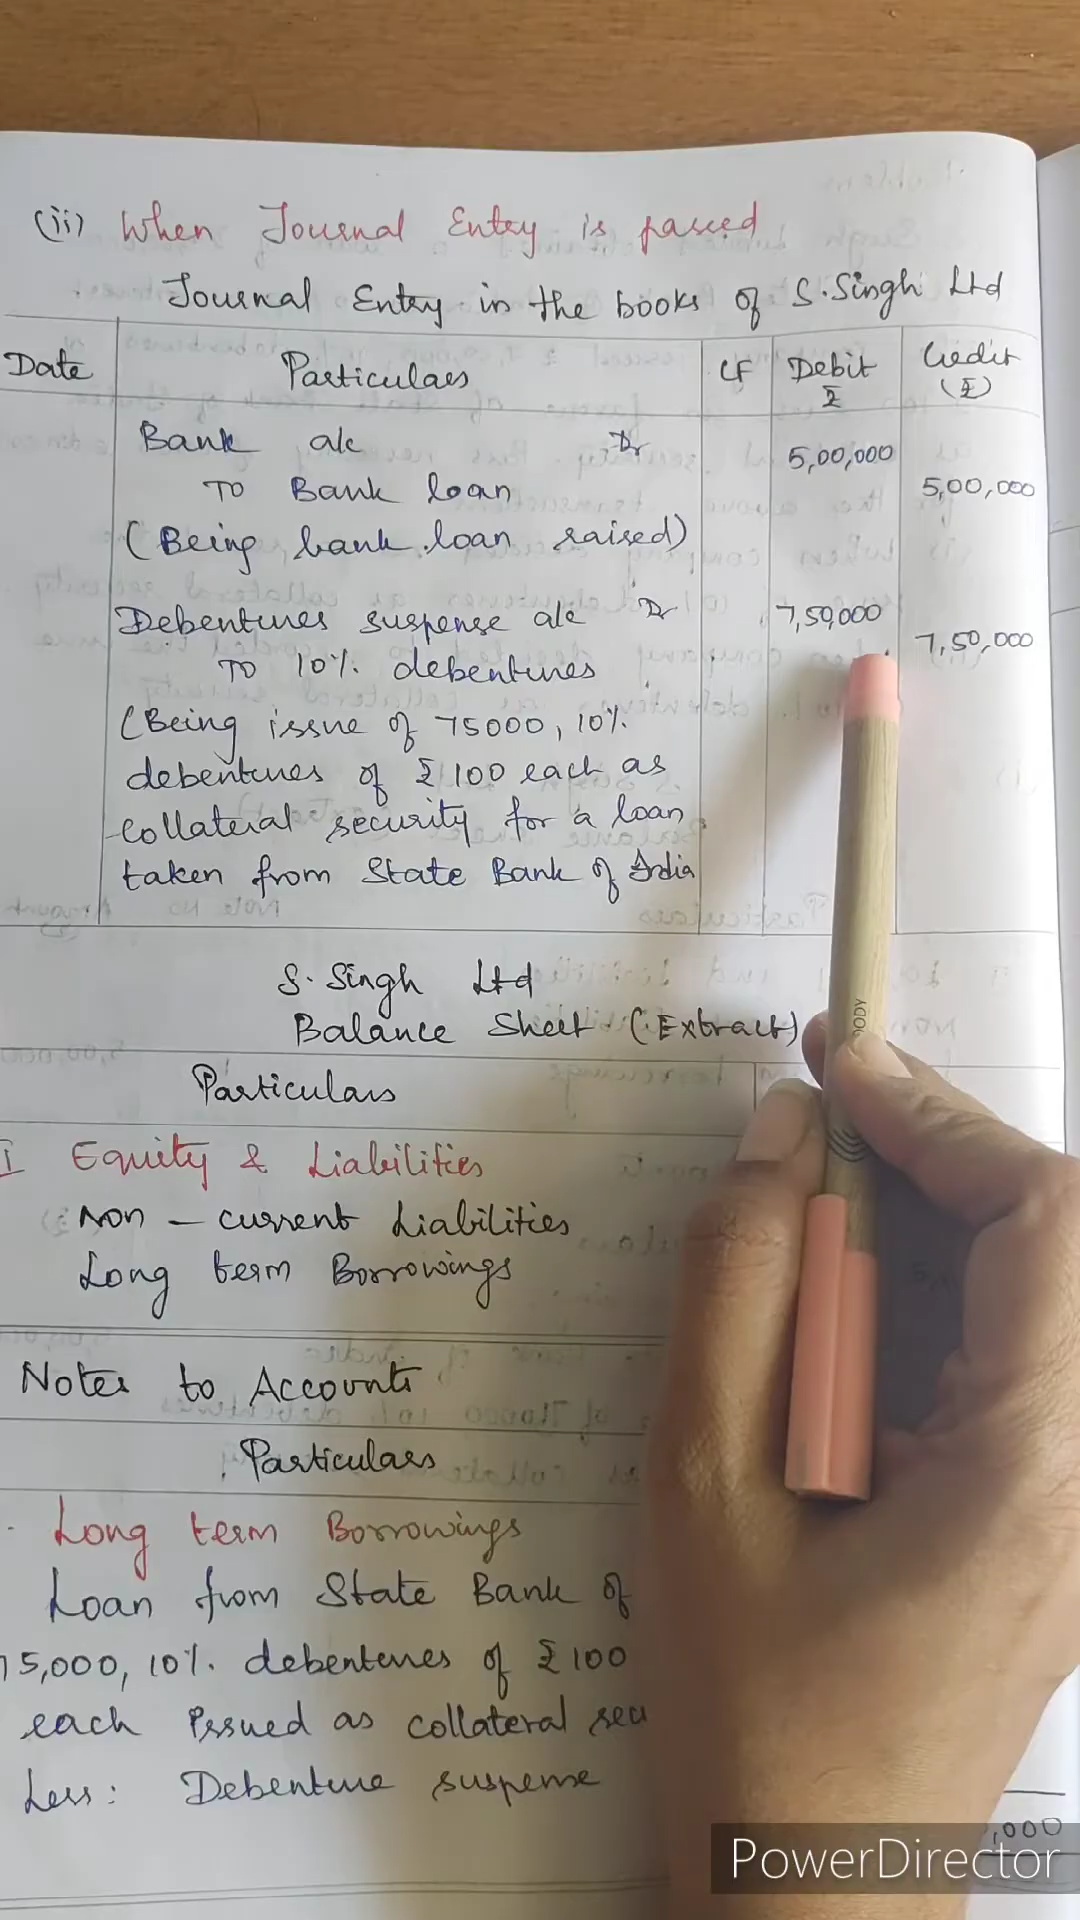 (ii) When Journal Entry is passed
Journal Entry in the books of S. Singh Ltd
Date Particulars CF Debit ₹ Credit (₹)
Bank a/c Dr 5,00,000
To Bank loan 5,00,000
(Being bank loan raised)
Debentures suspense a/c Dr 7,50,000
To 10% debentures 7,50,000
(Being issue of 75000, 10%
debentures of ₹100 each as
collateral security for a loan
taken from State Bank of India
S. Singh Ltd
Balance Sheet (Extract)
Particulars
I Equity & Liabilities
Non - current Liabilities
Long term Borrowings
Notes to Accounts
Particulars
Long term Borrowings
Loan from State Bank of
75,000, 10% debentures of ₹100
each issued as collateral
Less: Debenture suspense
,000
OODY
PowerDirector